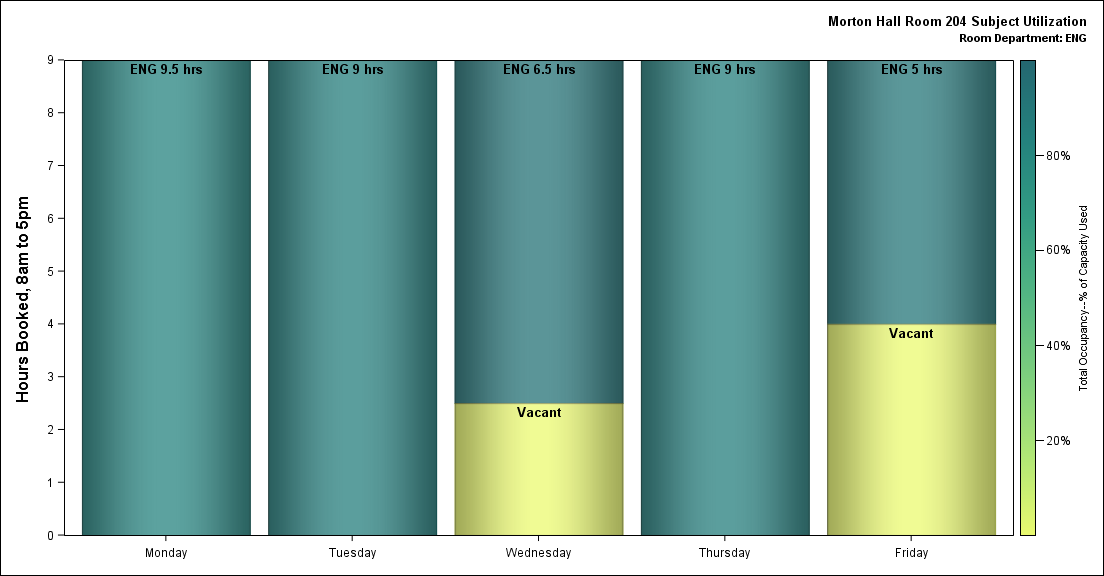 Morton Hall Room 204 Subject Utilization
Room Department: ENG
Hours Booked, 8am to 5pm
9
8
7
6
5
4
3
2
1
0
ENG 9.5 hrs
ENG 9 hrs
ENG 6.5 hrs
ENG 9 hrs
ENG 5 hrs
Vacant
Vacant
Monday
Tuesday
Wednesday
Thursday
Friday
80%
60%
40%
20%
Total Occupancy--% of Capacity Used